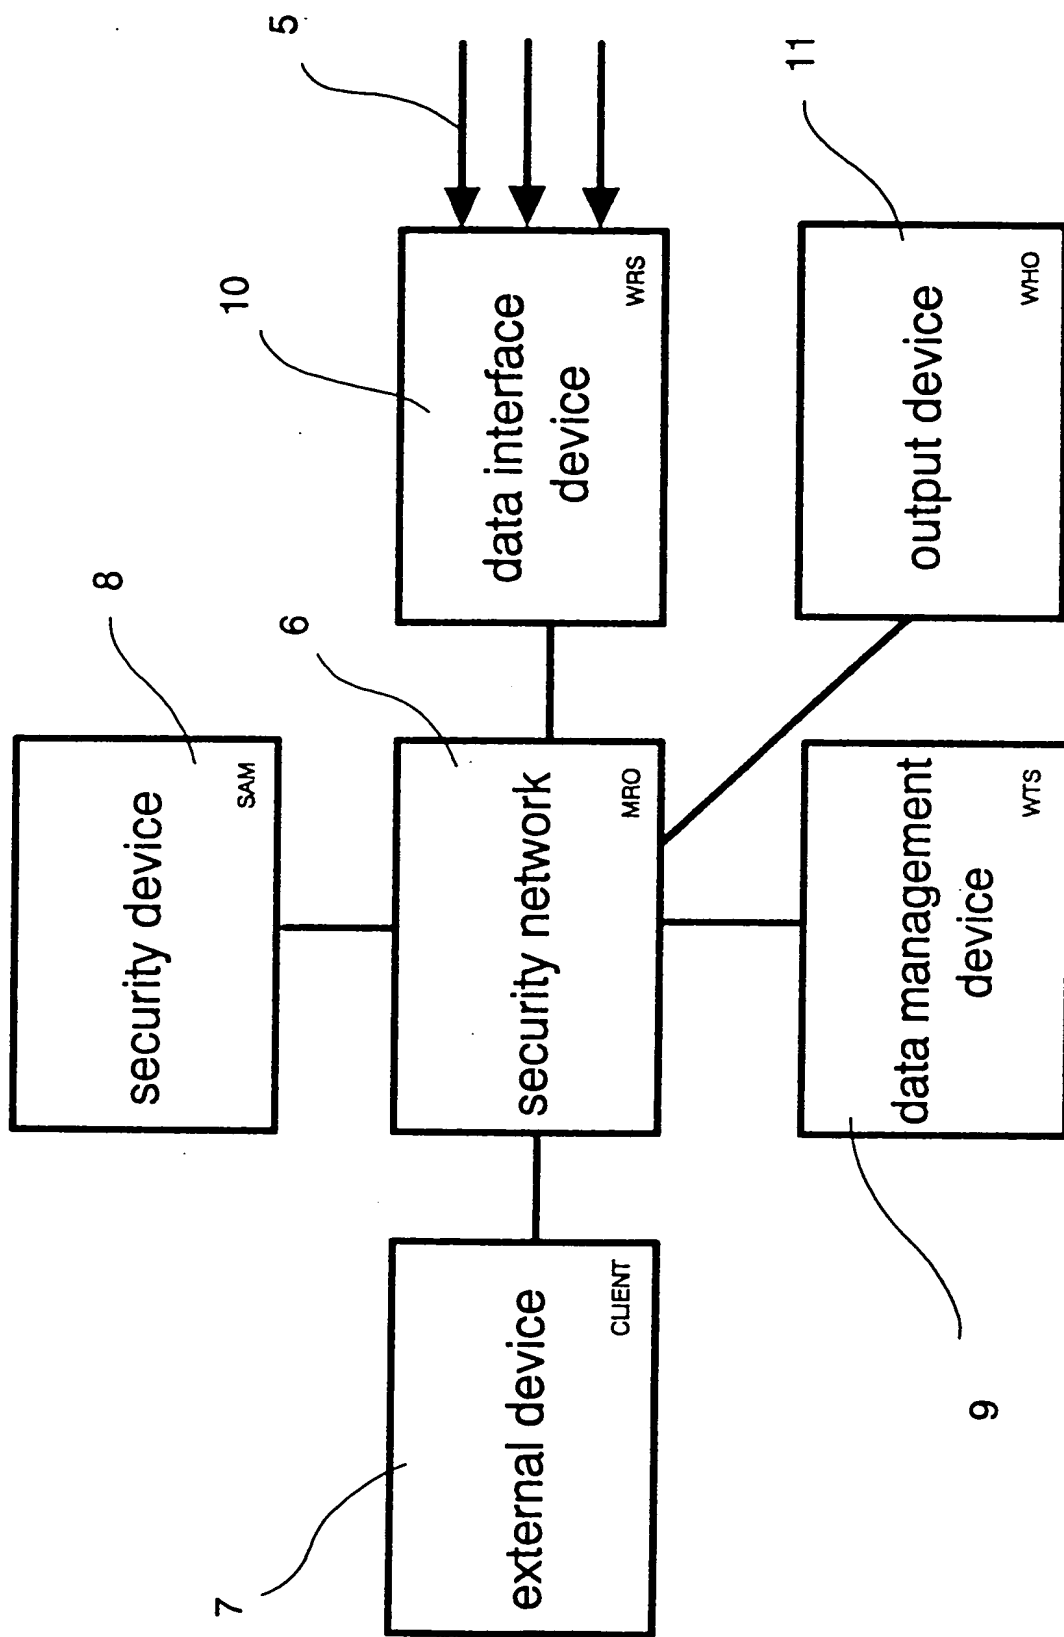 8
security device
SAM
7
external device
CLIENT
6
security network
MRO
10
data interface
device
WRS
5
9
data management
device
WTS
11
output device
WHO